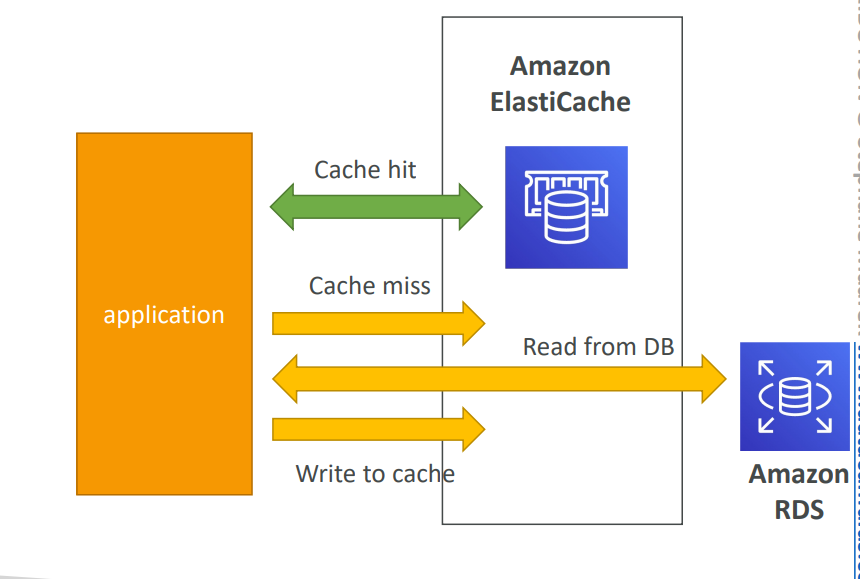 Amazon
ElastiCache
Cache hit
Cache miss
application
Read from DB
Write to cache
Amazon
RDS